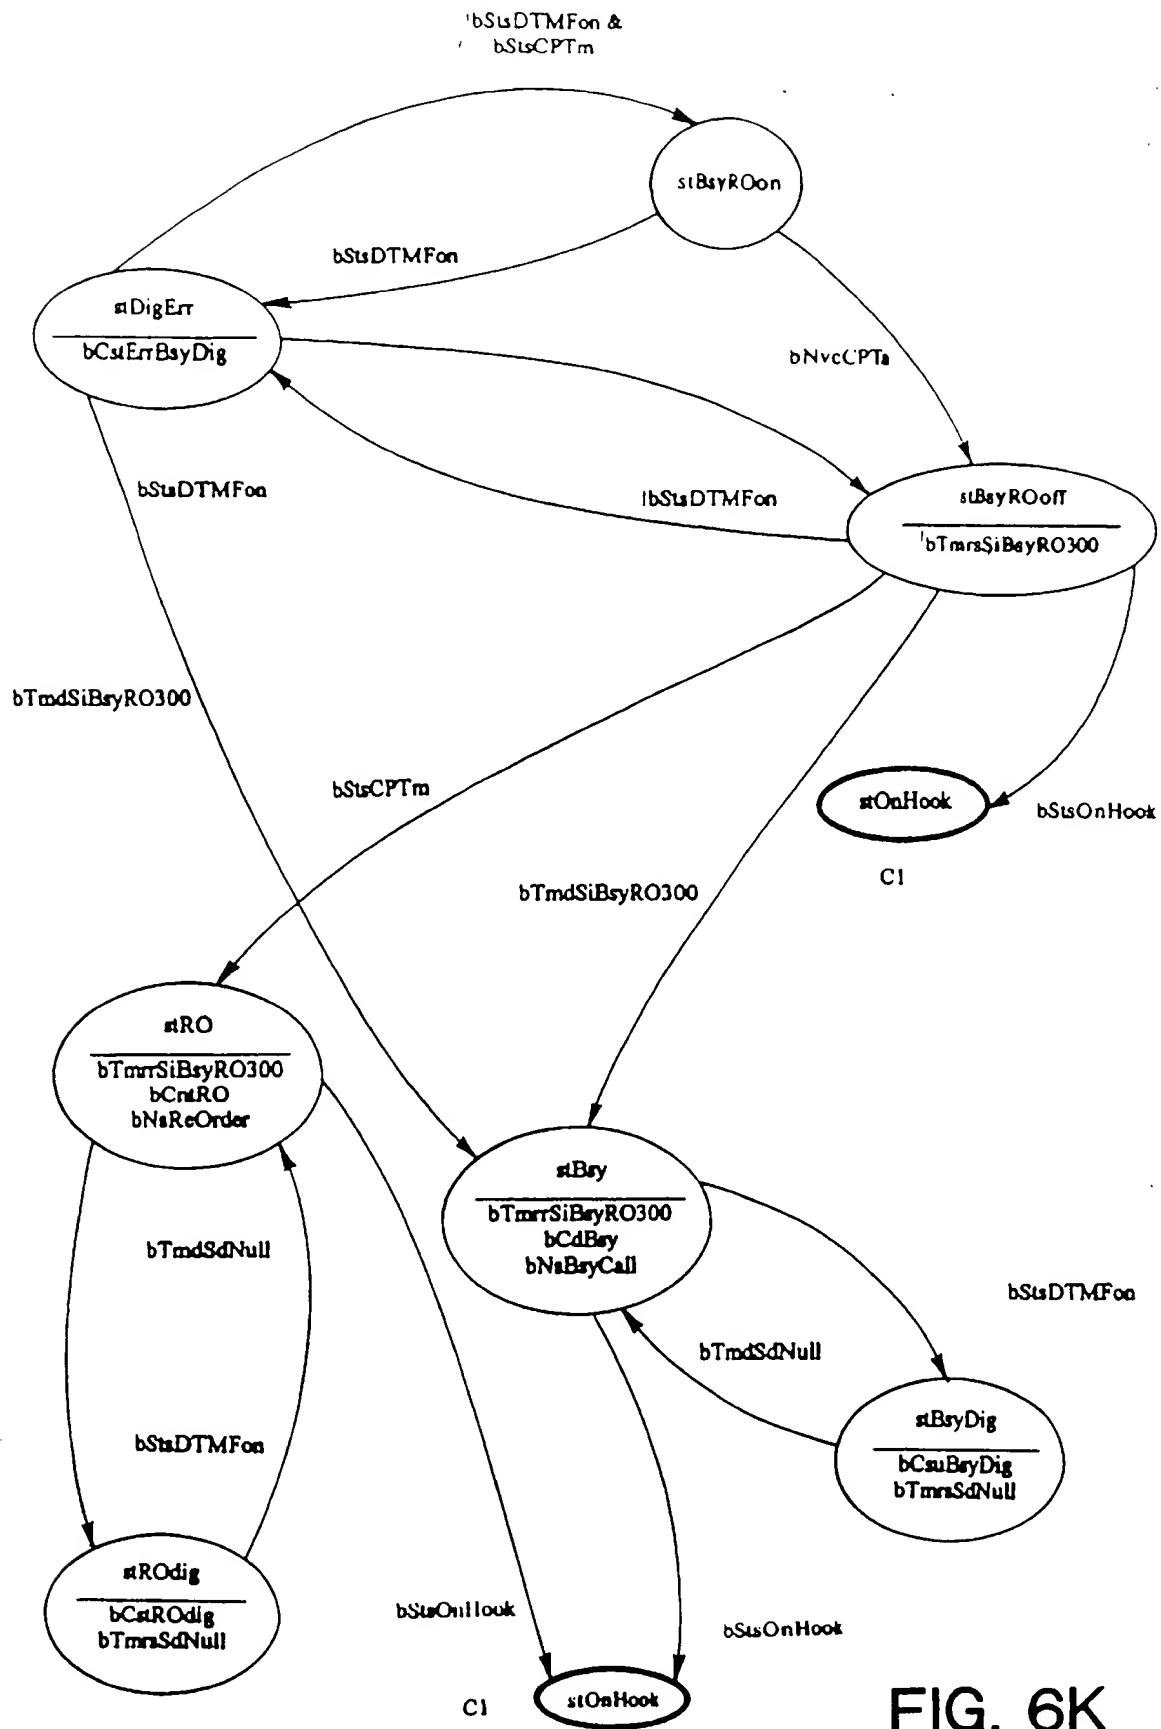 !bStsDTMFon &
bStsCPTm
stBsyROon
bStsDTMFon
stDigErr
bCstErrBsyDig
bNvcCPTs
bStsDTMFon
!bStsDTMFon
stBsyROoff
!bTmrsSiBsyRO300
bTmdSiBsyRO300
bStsCPTm
stOnHook
bStsOnHook
C1
bTmdSiBsyRO300
stRO
bTmrrSiBsyRO300
bCntRO
bNsReOrder
stBsy
bTmrrSiBsyRO300
bCdBsy
bNsBsyCall
bTmdSdNull
bStsDTMFon
bTmdSdNull
stBsyDig
bCsuBsyDig
bTmrsSdNull
bStsDTMFon
stROdig
bCstROdig
bTmrsSdNull
bStsOnHook
bStsOnHook
C1
stOnHook
FIG. 6K